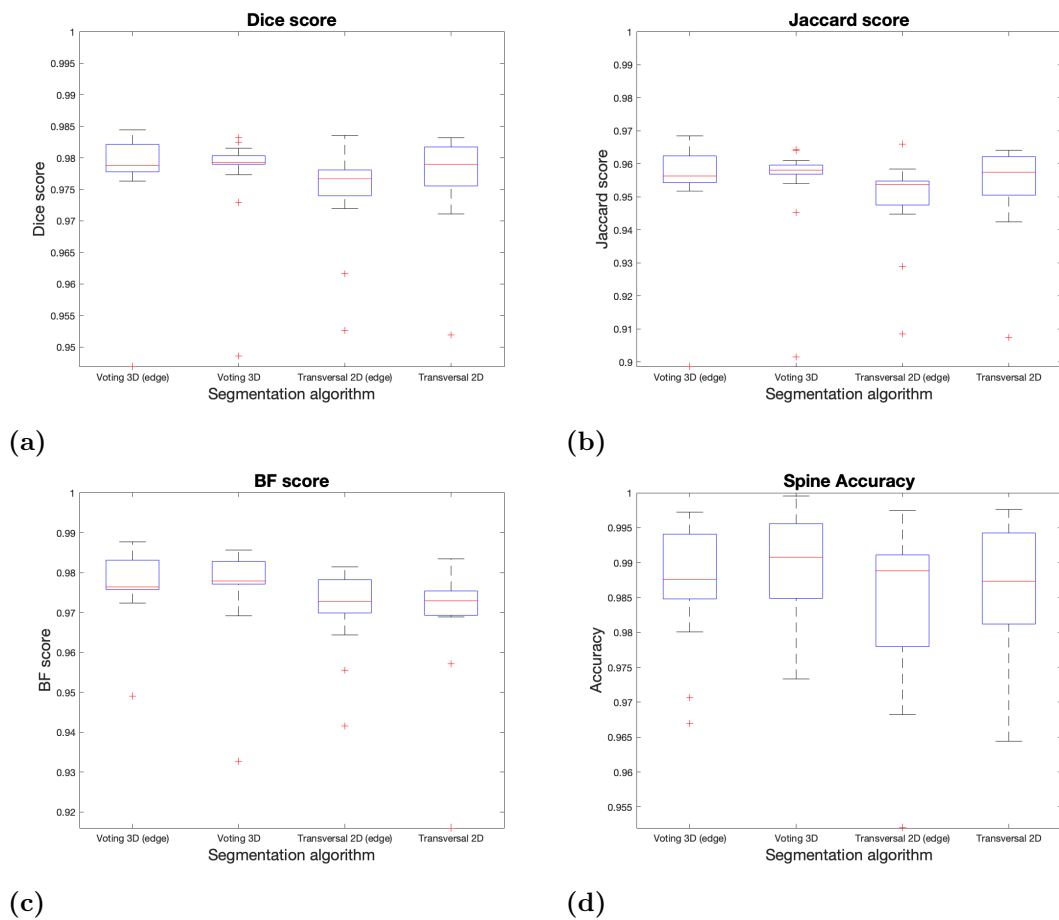 Dice score
1
0.995
0.99
0.985
0.98
0.975
0.97
0.965
0.96
0.955
0.95
Dice score
Voting 3D (edge) Voting 3D Transversal 2D (edge) Transversal 2D
Segmentation algorithm
(a)
Jaccard score
1
0.99
0.98
0.97
0.96
0.95
0.94
0.93
0.92
0.91
0.9
Jaccard score
Voting 3D (edge) Voting 3D Transversal 2D (edge) Transversal 2D
Segmentation algorithm
(b)
BF score
1
0.99
0.98
0.97
0.96
0.95
0.94
0.93
0.92
BF score
Voting 3D (edge) Voting 3D Transversal 2D (edge) Transversal 2D
Segmentation algorithm
(c)
Spine Accuracy
1
0.995
0.99
0.985
0.98
0.975
0.97
0.965
0.96
0.955
Accuracy
Voting 3D (edge) Voting 3D Transversal 2D (edge) Transversal 2D
Segmentation algorithm
(d)